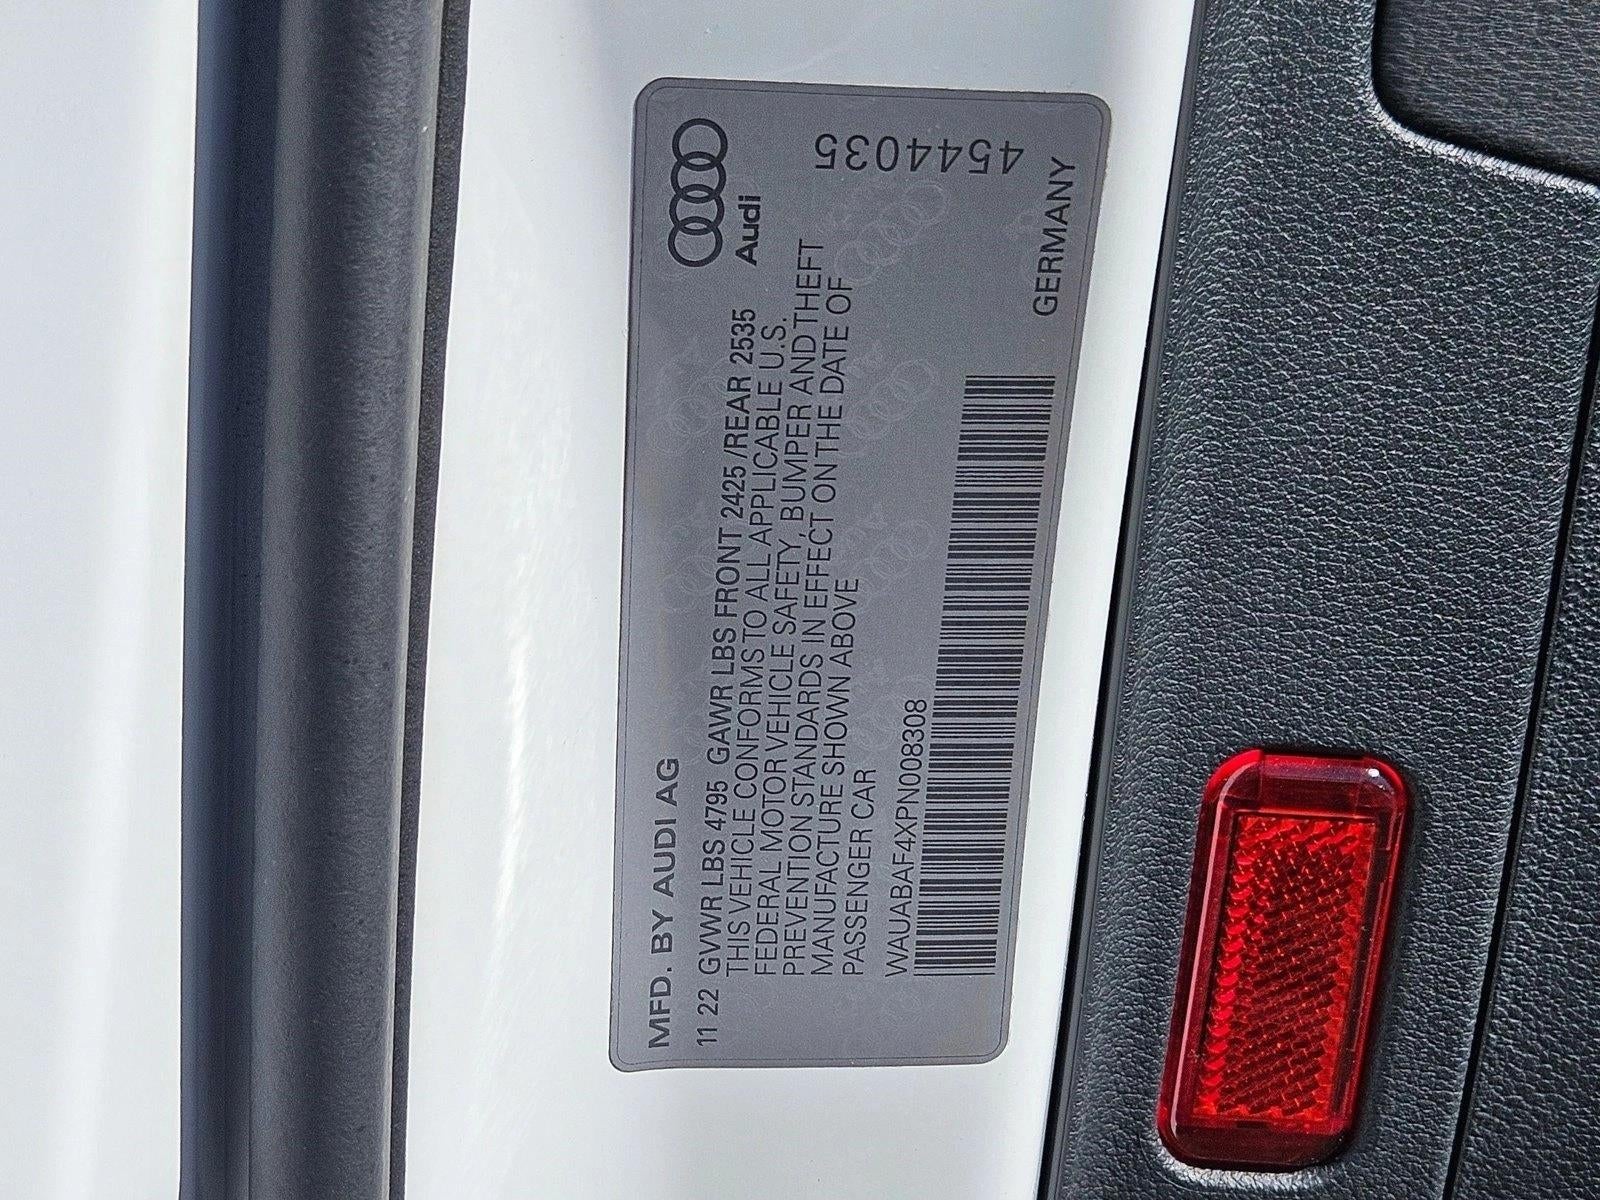 MFD. BY AUDI AG
11 22 GVWR LBS 4795 GAWR LBS FRONT 2425 /REAR 2535
THIS VEHICLE CONFORMS TO ALL APPLICABLE U.S.
FEDERAL MOTOR VEHICLE SAFETY, BUMPER AND THEFT
PREVENTION STANDARDS IN EFFECT ON THE DATE OF
MANUFACTURE SHOWN ABOVE
PASSENGER CAR
WAUABAF4XPN008308
Audi
4544035
GERMANY